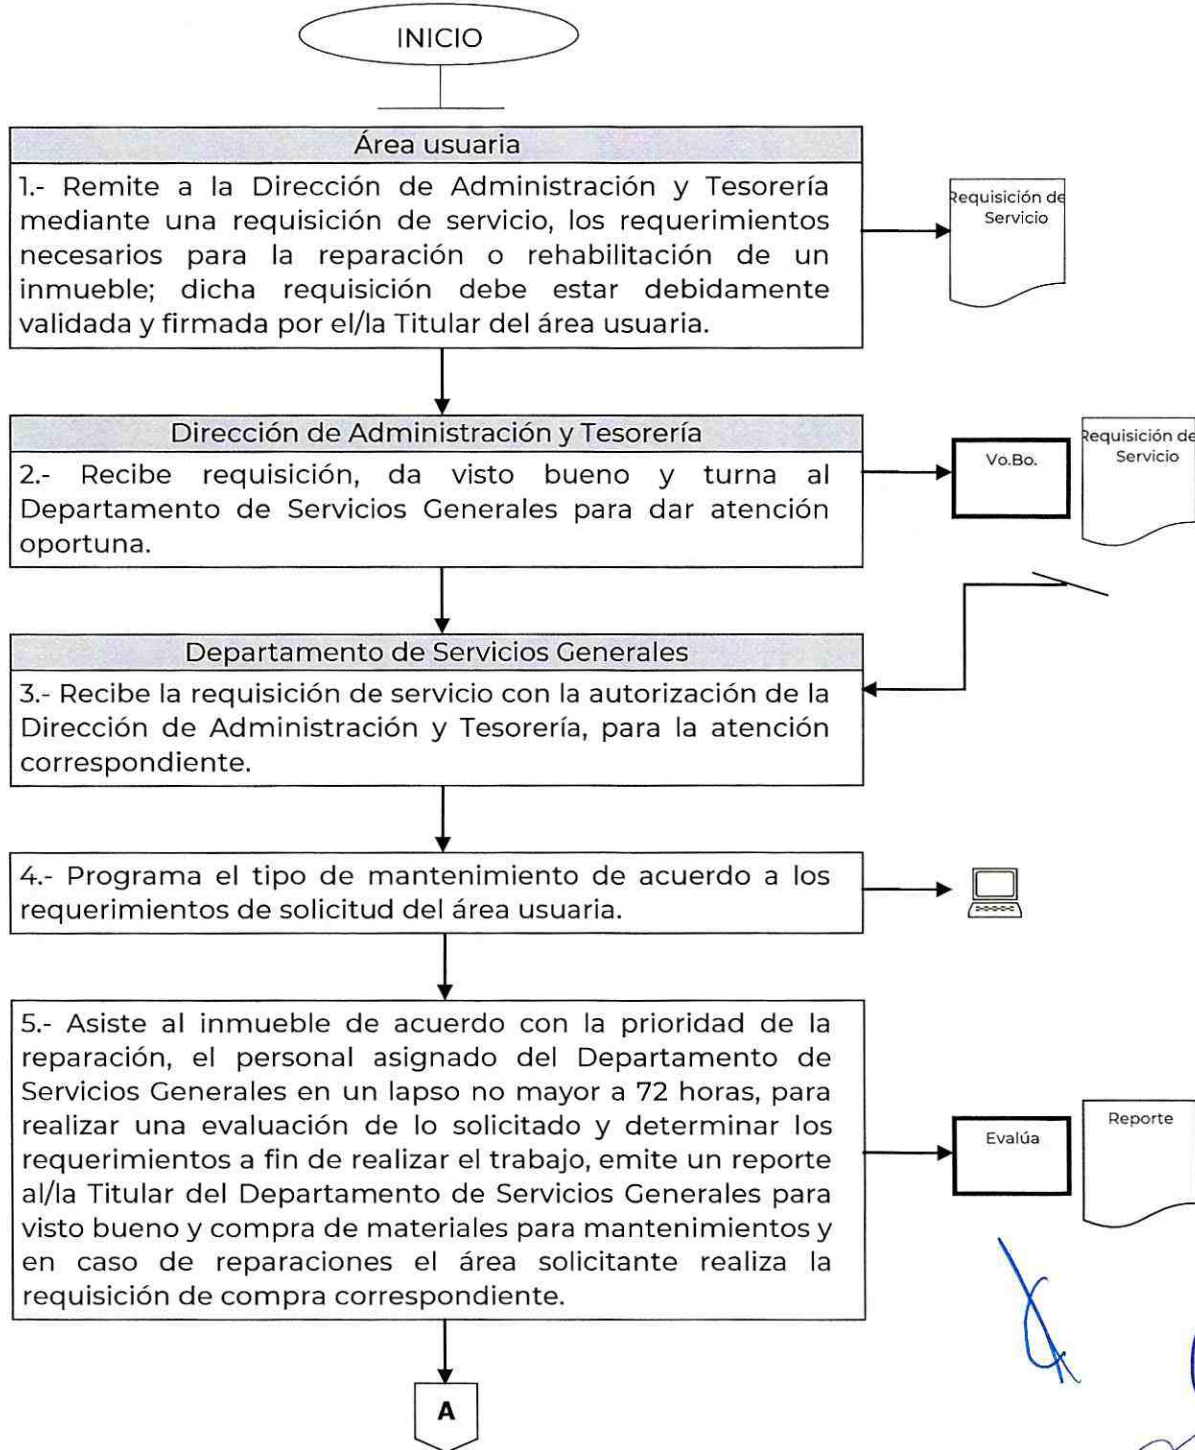 INICIO
Área usuaria
1.- Remite a la Dirección de Administración y Tesorería
mediante una requisición de servicio, los requerimientos
necesarios para la reparación o rehabilitación de un
inmueble; dicha requisición debe estar debidamente
validada y firmada por el/la Titular del área usuaria.
Requisición de
Servicio
Dirección de Administración y Tesorería
2.- Recibe requisición, da visto bueno y turna al
Departamento de Servicios Generales para dar atención
oportuna.
Vo.Bo.
Requisición de
Servicio
Departamento de Servicios Generales
3.- Recibe la requisición de servicio con la autorización de la
Dirección de Administración y Tesorería, para la atención
correspondiente.
4.- Programa el tipo de mantenimiento de acuerdo a los
requerimientos de solicitud del área usuaria.
5.- Asiste al inmueble de acuerdo con la prioridad de la
reparación, el personal asignado del Departamento de
Servicios Generales en un lapso no mayor a 72 horas, para
realizar una evaluación de lo solicitado y determinar los
requerimientos a fin de realizar el trabajo, emite un reporte
al/la Titular del Departamento de Servicios Generales para
visto bueno y compra de materiales para mantenimientos y
en caso de reparaciones el área solicitante realiza la
requisición de compra correspondiente.
Evalúa
Reporte
A